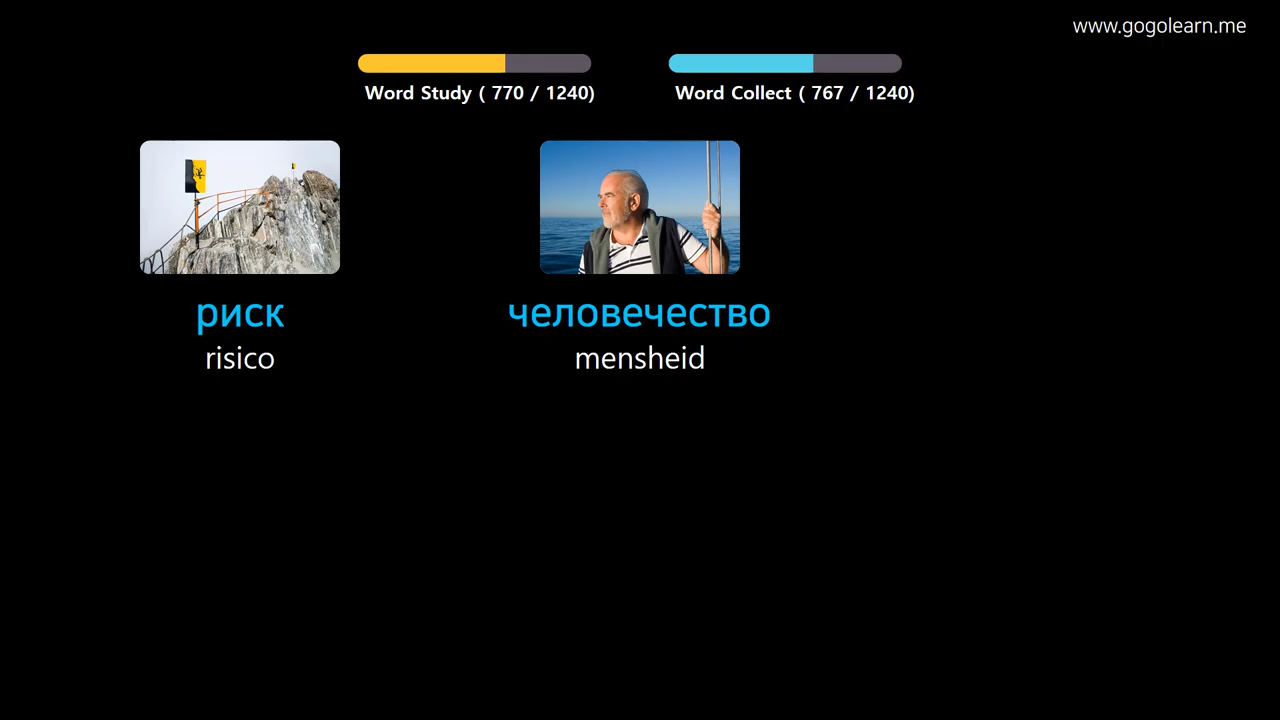 www.gogolearn.me
Word Study ( 770 / 1240)
Word Collect ( 767 / 1240)
риск
risico
человечество
mensheid